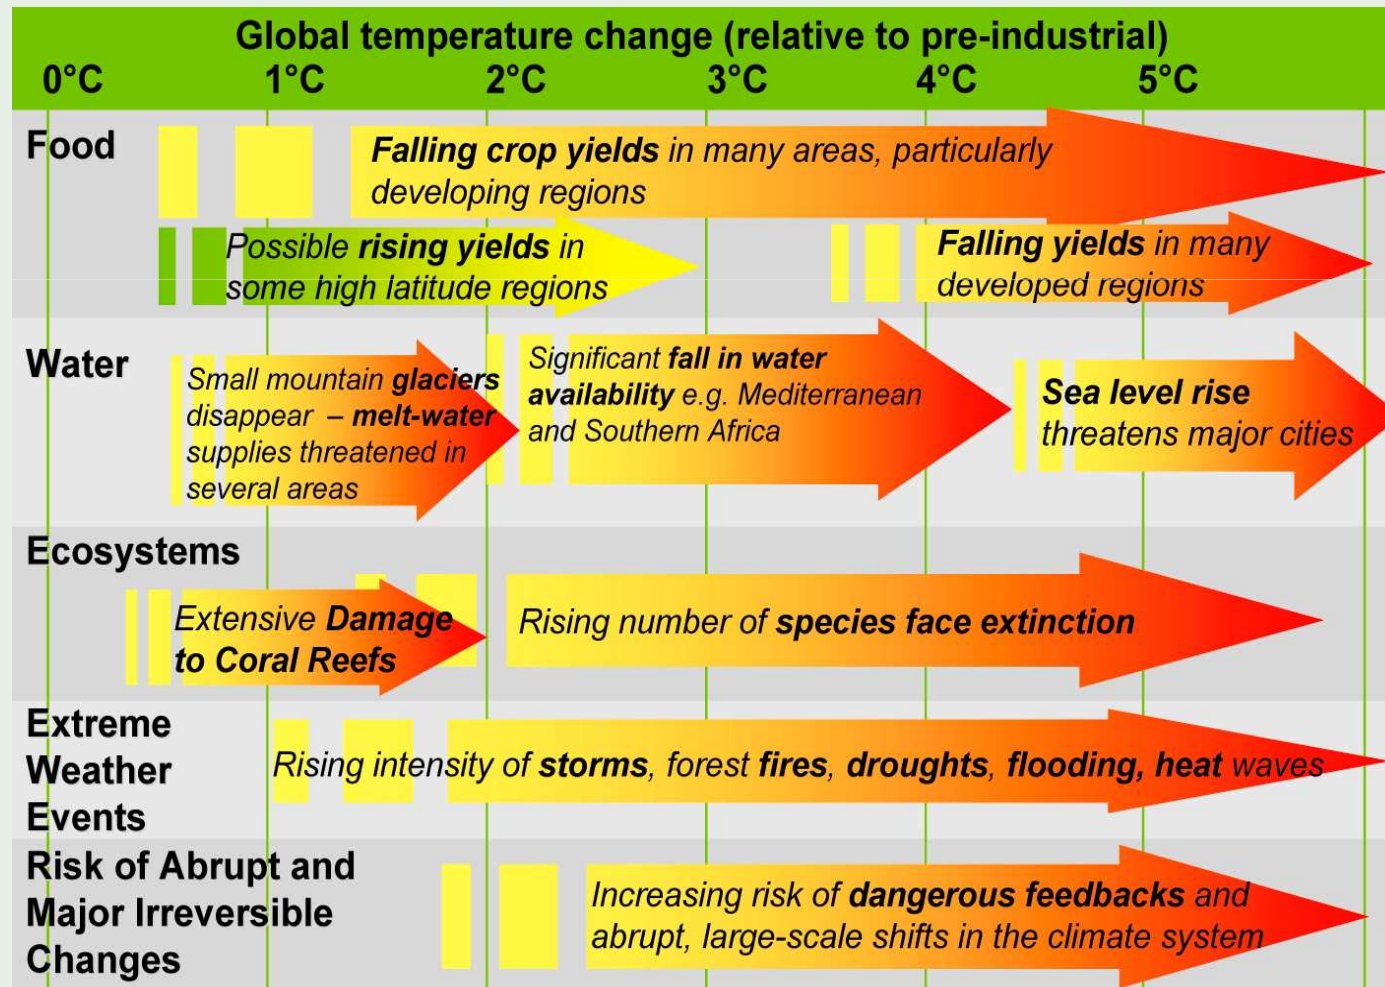 Global temperature change (relative to pre-industrial)
0°C 1°C 2°C 3°C 4°C 5°C
Food
Falling crop yields in many areas, particularly
developing regions
Possible rising yields in
some high latitude regions
Falling yields in many
developed regions
Water
Small mountain glaciers
disappear – melt-water
supplies threatened in
several areas
Significant fall in water
availability e.g. Mediterranean
and Southern Africa
Sea level rise
threatens major cities
Ecosystems
Extensive Damage
to Coral Reefs
Rising number of species face extinction
Extreme
Weather
Events
Rising intensity of storms, forest fires, droughts, flooding, heat waves
Risk of Abrupt and
Major Irreversible
Changes
Increasing risk of dangerous feedbacks and
abrupt, large-scale shifts in the climate system